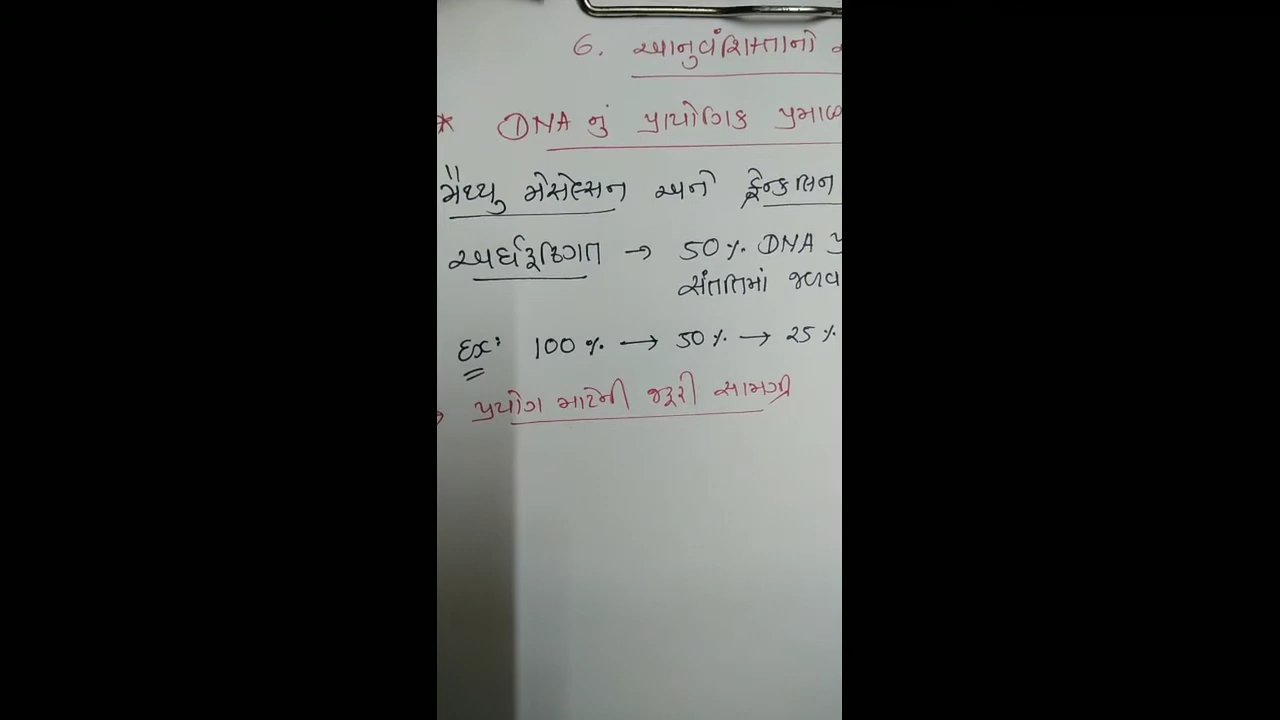 6. આનુવંશિકતાનો
* DNA નું પ્રાયોગિક
મૈથ્યુ મેસેલ્સન અને ફ્રેન્કલિન
અર્ધરૂઢિગત → 50% DNA
સંતતિમાં
Ex: 100% → 50% → 25%
પ્રયોગ માટેની જરૂરી સામગ્રી